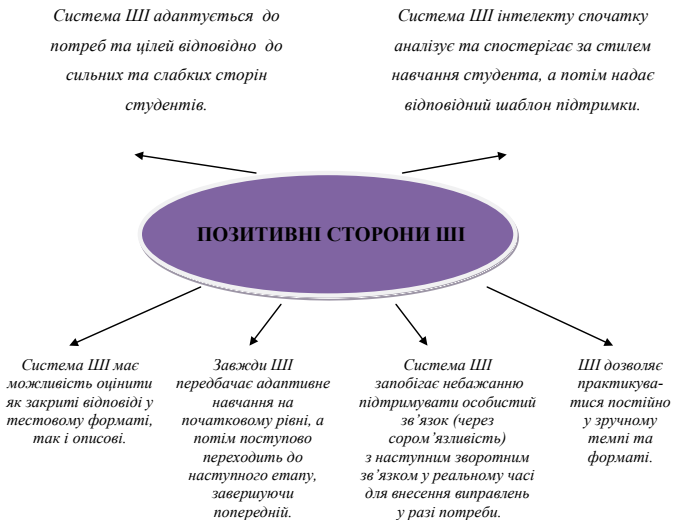 Система ШІ адаптується до
потреб та цілей відповідно до
сильних та слабких сторін
студентів.
Система ШІ інтелекту спочатку
аналізує та спостерігає за стилем
навчання студента, а потім надає
відповідний шаблон підтримки.
ПОЗИТИВНІ СТОРОНИ ШІ
Система ШІ має
можливість оцінити
як закриті відповіді у
тестовому форматі,
так і описові.
Завжди ШІ
передбачає адаптивне
навчання на
початковому рівні, а
потім поступово
переходить до
наступного етапу,
завершуючи
попередній.
Система ШІ
запобігає небажанню
підтримувати особистий
зв’язок (через
сором’язливість)
з наступним зворотним
зв’язком у реальному часі
для внесення виправлень
у разі потреби.
ШІ дозволяє
практикува-
тися постійно
у зручному
темпі та
форматі.